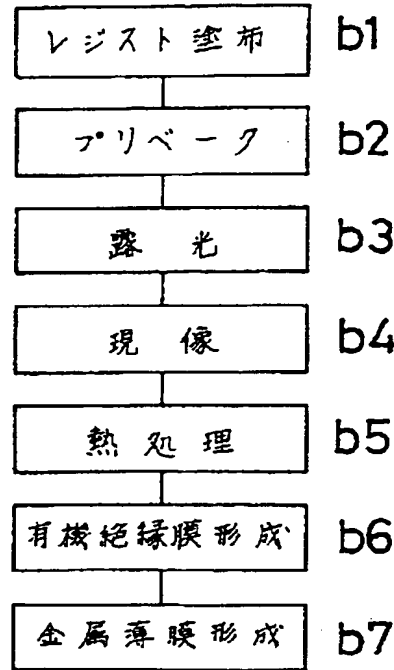 レジスト塗布 b1
プリベーク b2
露光 b3
現像 b4
熱処理 b5
有機絶縁膜形成 b6
金属薄膜形成 b7